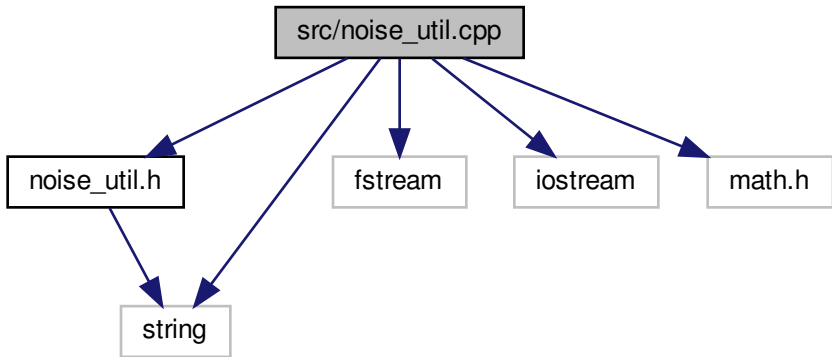 src/noise_util.cpp
noise_util.h
fstream
iostream
math.h
string